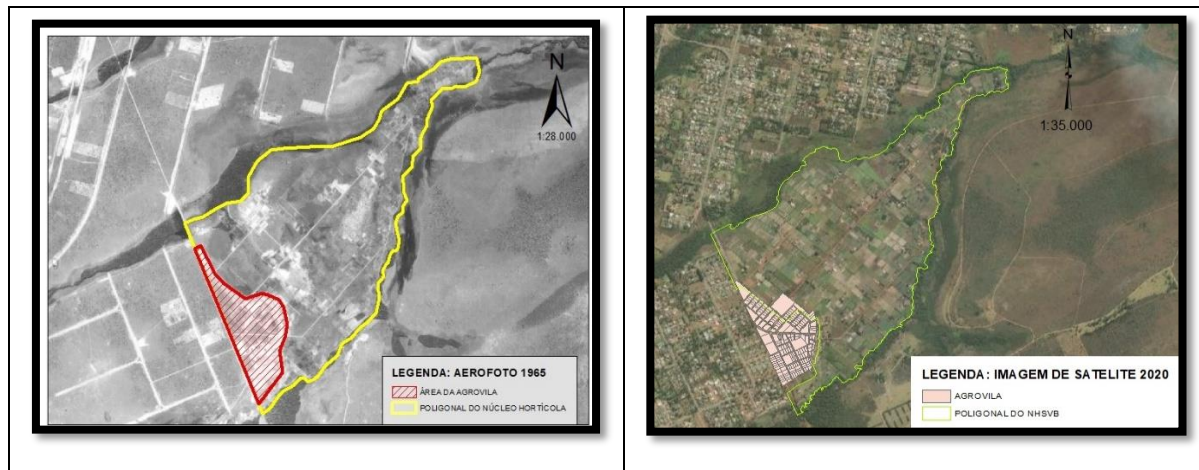 N
1:28.000
LEGENDA: AEROFOTO 1965
ÁREA DA AGROVILA
POLIGONAL DO NÚCLEO HORTÍCOLA
N
1:35.000
LEGENDA: IMAGEM DE SATELITE 2020
AGROVILA
POLIGONAL DO NHSVB